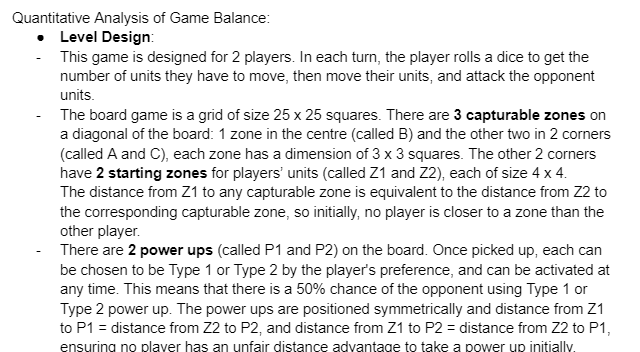 Quantitative Analysis of Game Balance:
● Level Design:
- This game is designed for 2 players. In each turn, the player rolls a dice to get the
number of units they have to move, then move their units, and attack the opponent
units.
- The board game is a grid of size 25 x 25 squares. There are 3 capturable zones on
a diagonal of the board: 1 zone in the centre (called B) and the other two in 2 corners
(called A and C), each zone has a dimension of 3 x 3 squares. The other 2 corners
have 2 starting zones for players' units (called Z1 and Z2), each of size 4 x 4.
The distance from Z1 to any capturable zone is equivalent to the distance from Z2 to
the corresponding capturable zone, so initially, no player is closer to a zone than the
other player.
- There are 2 power ups (called P1 and P2) on the board. Once picked up, each can
be chosen to be Type 1 or Type 2 by the player's preference, and can be activated at
any time. This means that there is a 50% chance of the opponent using Type 1 or
Type 2 power up. The power ups are positioned symmetrically and distance from Z1
to P1 = distance from Z2 to P2, and distance from Z1 to P2 = distance from Z2 to P1,
ensuring no player has an unfair distance advantage to take a power up initially.